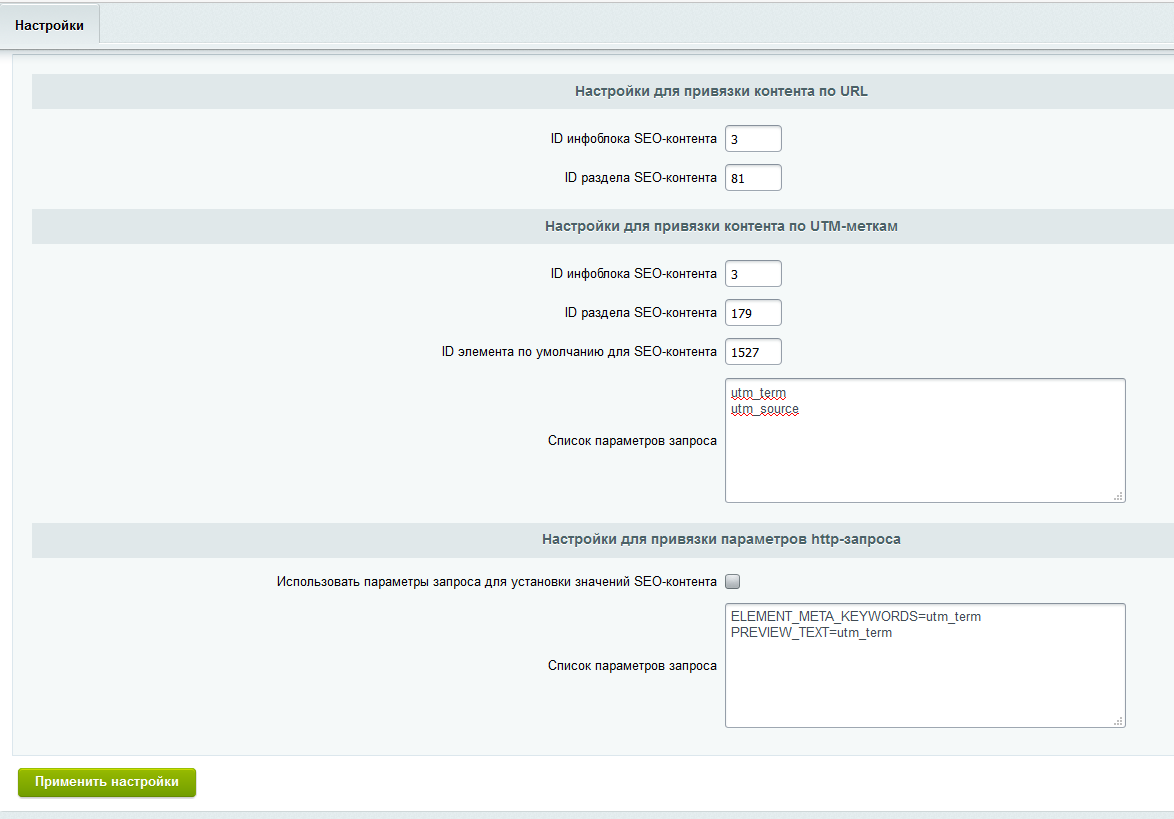 Настройки
Настройки для привязки контента по URL
ID инфоблока SEO-контента 3
ID раздела SEO-контента 81
Настройки для привязки контента по UTM-меткам
ID инфоблока SEO-контента 3
ID раздела SEO-контента 179
ID элемента по умолчанию для SEO-контента 1527
utm_term
utm_source
Список параметров запроса
Настройки для привязки параметров http-запроса
Использовать параметры запроса для установки значений SEO-контента
ELEMENT_META_KEYWORDS=utm_term
PREVIEW_TEXT=utm_term
Список параметров запроса
Применить настройки